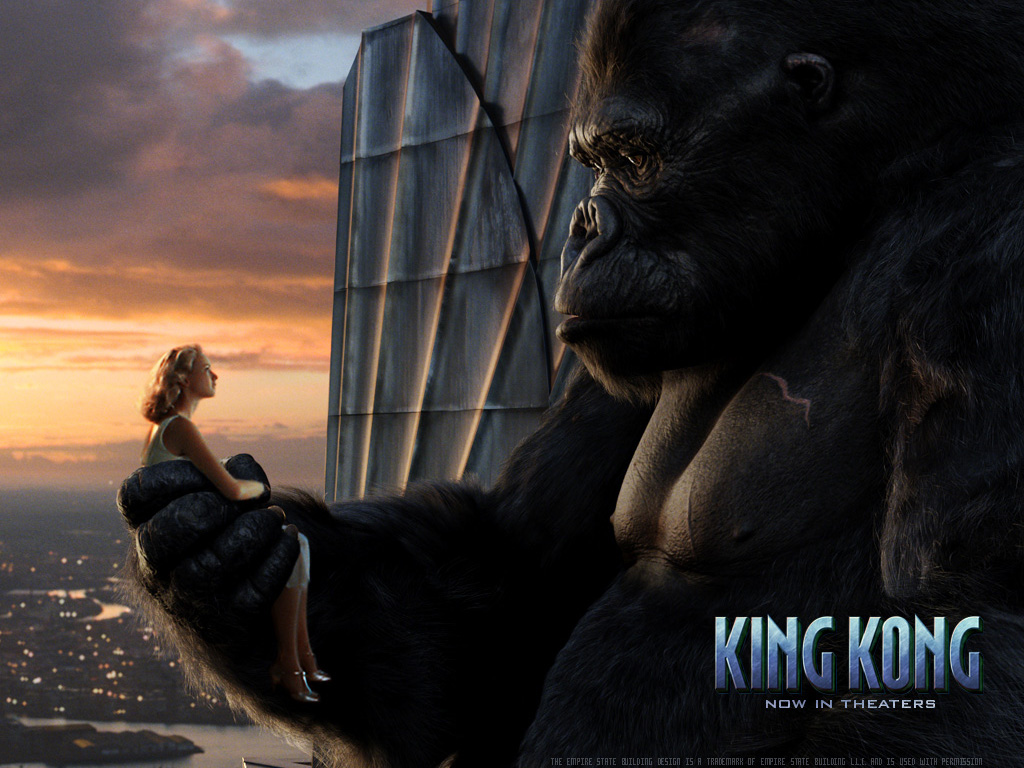 KING KONG
NOW IN THEATERS
THE EMPIRE STATE BUILDING DESIGN IS A TRADEMARK OF EMPIRE STATE BUILDING L.L.C. AND IS USED WITH PERMISSION